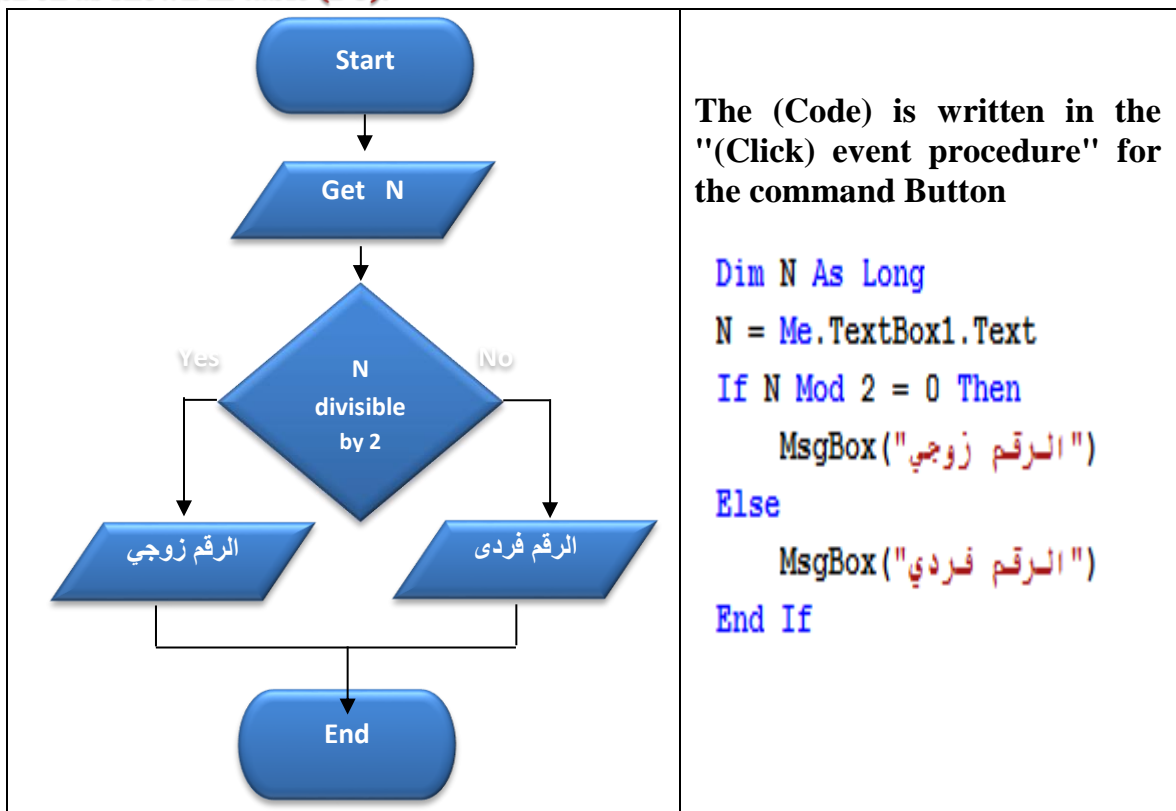 Start
Get N
Yes
No
N
divisible
by 2
الرقم زوجي
الرقم فردى
End
The (Code) is written in the
"(Click) event procedure" for
the command Button
Dim N As Long
N = Me.TextBox1.Text
If N Mod 2 = 0 Then
MsgBox("الرقم زوجي")
Else
MsgBox("الرقم فردي")
End If